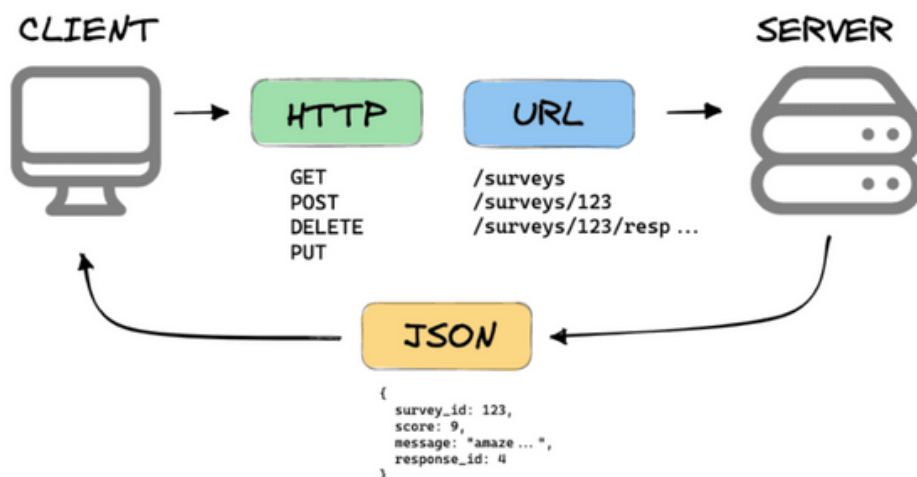 CLIENT
SERVER
HTTP
URL
GET
POST
DELETE
PUT
/surveys
/surveys/123
/surveys/123/resp ...
JSON
{
survey_id: 123,
score: 9,
message: "amaze ... ",
response_id: 4
}